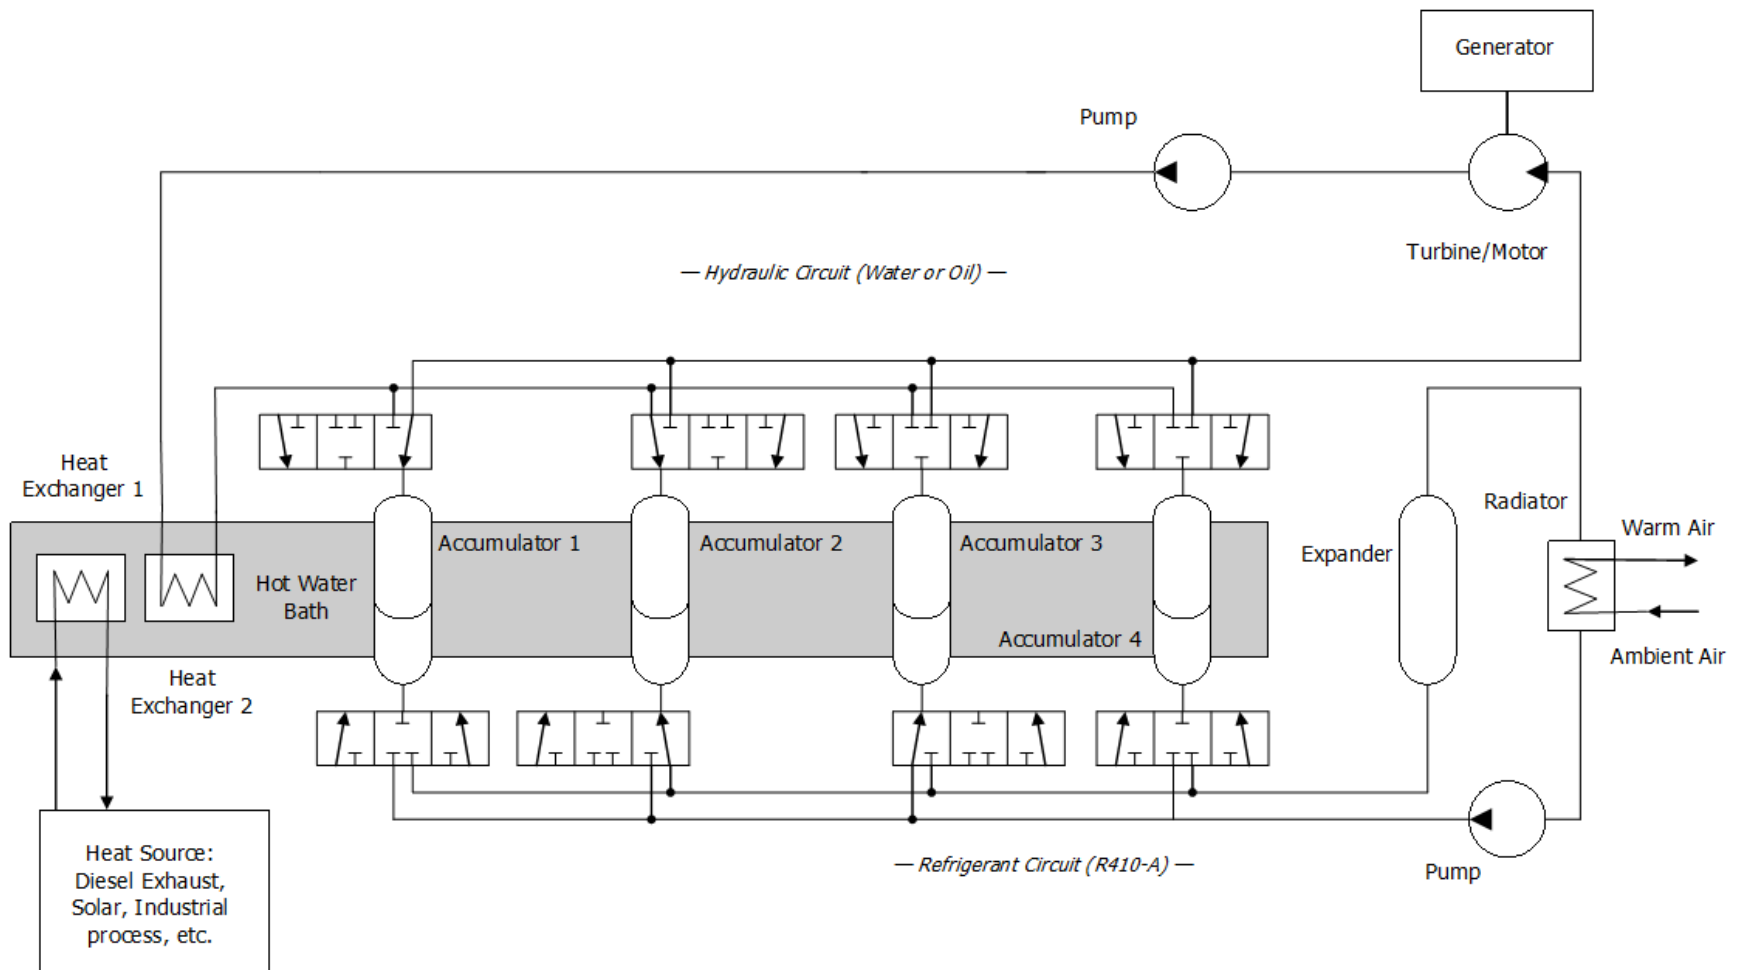 Generator
Pump
Turbine/Motor
— Hydraulic Circuit (Water or Oil) —
Heat
Exchanger 1
Radiator
Warm Air
Accumulator 1
Accumulator 2
Accumulator 3
Expander
Hot Water
Bath
Accumulator 4
Ambient Air
Heat
Exchanger 2
Heat Source:
Diesel Exhaust,
Solar, Industrial
process, etc.
— Refrigerant Circuit (R410-A) —
Pump